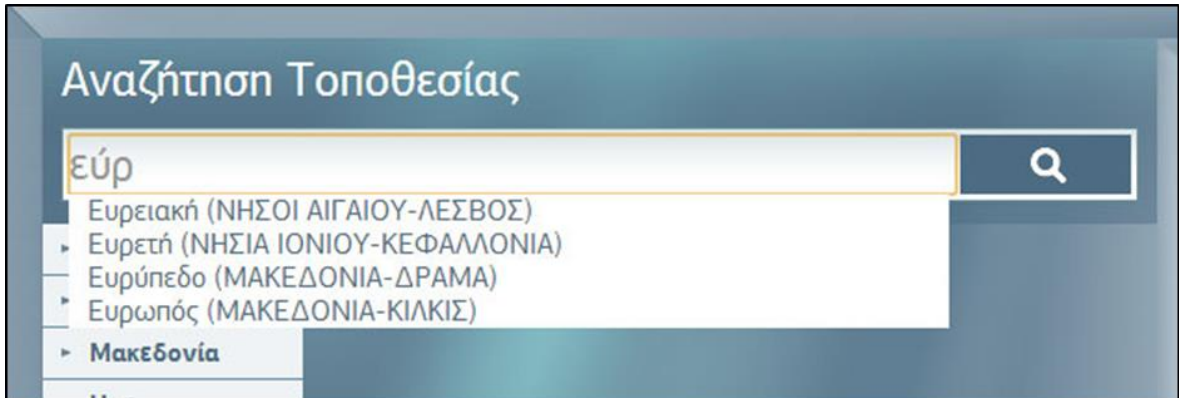 Αναζήτηση Τοποθεσίας
εύρ
Ευρειακή (ΝΗΣΟΙ ΑΙΓΑΙΟΥ-ΛΕΣΒΟΣ)
Ευρετή (ΝΗΣΙΑ ΙΟΝΙΟΥ-ΚΕΦΑΛΛΟΝΙΑ)
Ευρύπεδο (ΜΑΚΕΔΟΝΙΑ-ΔΡΑΜΑ)
Ευρωπός (ΜΑΚΕΔΟΝΙΑ-ΚΙΛΚΙΣ)
Μακεδονία